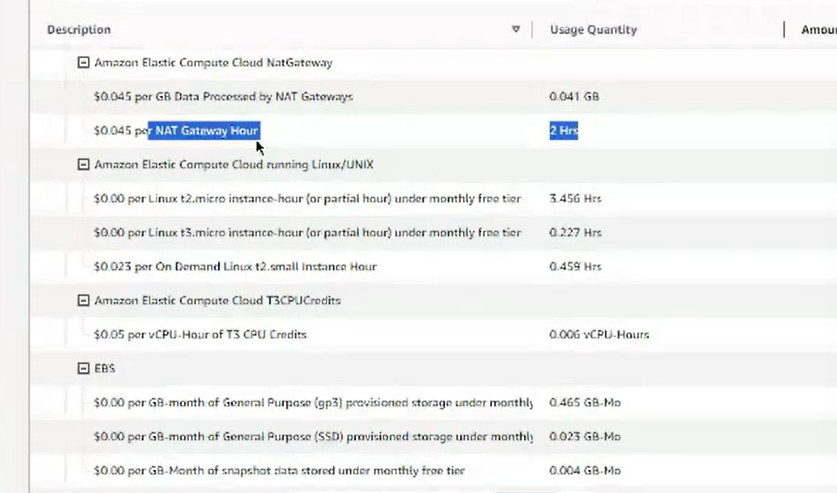 Description Usage Quantity Amou
Amazon Elastic Compute Cloud NatGateway
$0.045 per GB Data Processed by NAT Gateways 0.041 GB
$0.045 per NAT Gateway Hour 2 Hrs
Amazon Elastic Compute Cloud running Linux/UNIX
$0.00 per Linux t2.micro instance-hour (or partial hour) under monthly free tier 3.456 Hrs
$0.00 per Linux t3.micro instance-hour (or partial hour) under monthly free tier 0.227 Hrs
$0.023 per On Demand Linux t2.small Instance Hour 0.459 Hrs
Amazon Elastic Compute Cloud T3CPUCredits
$0.05 per vCPU-Hour of T3 CPU Credits 0.006 vCPU-Hours
EBS
$0.00 per GB-month of General Purpose (gp3) provisioned storage under monthly 0.465 GB-Mo
$0.00 per GB-month of General Purpose (SSD) provisioned storage under monthly 0.023 GB-Mo
$0.00 per GB-Month of snapshot data stored under monthly free tier 0.004 GB-Mo